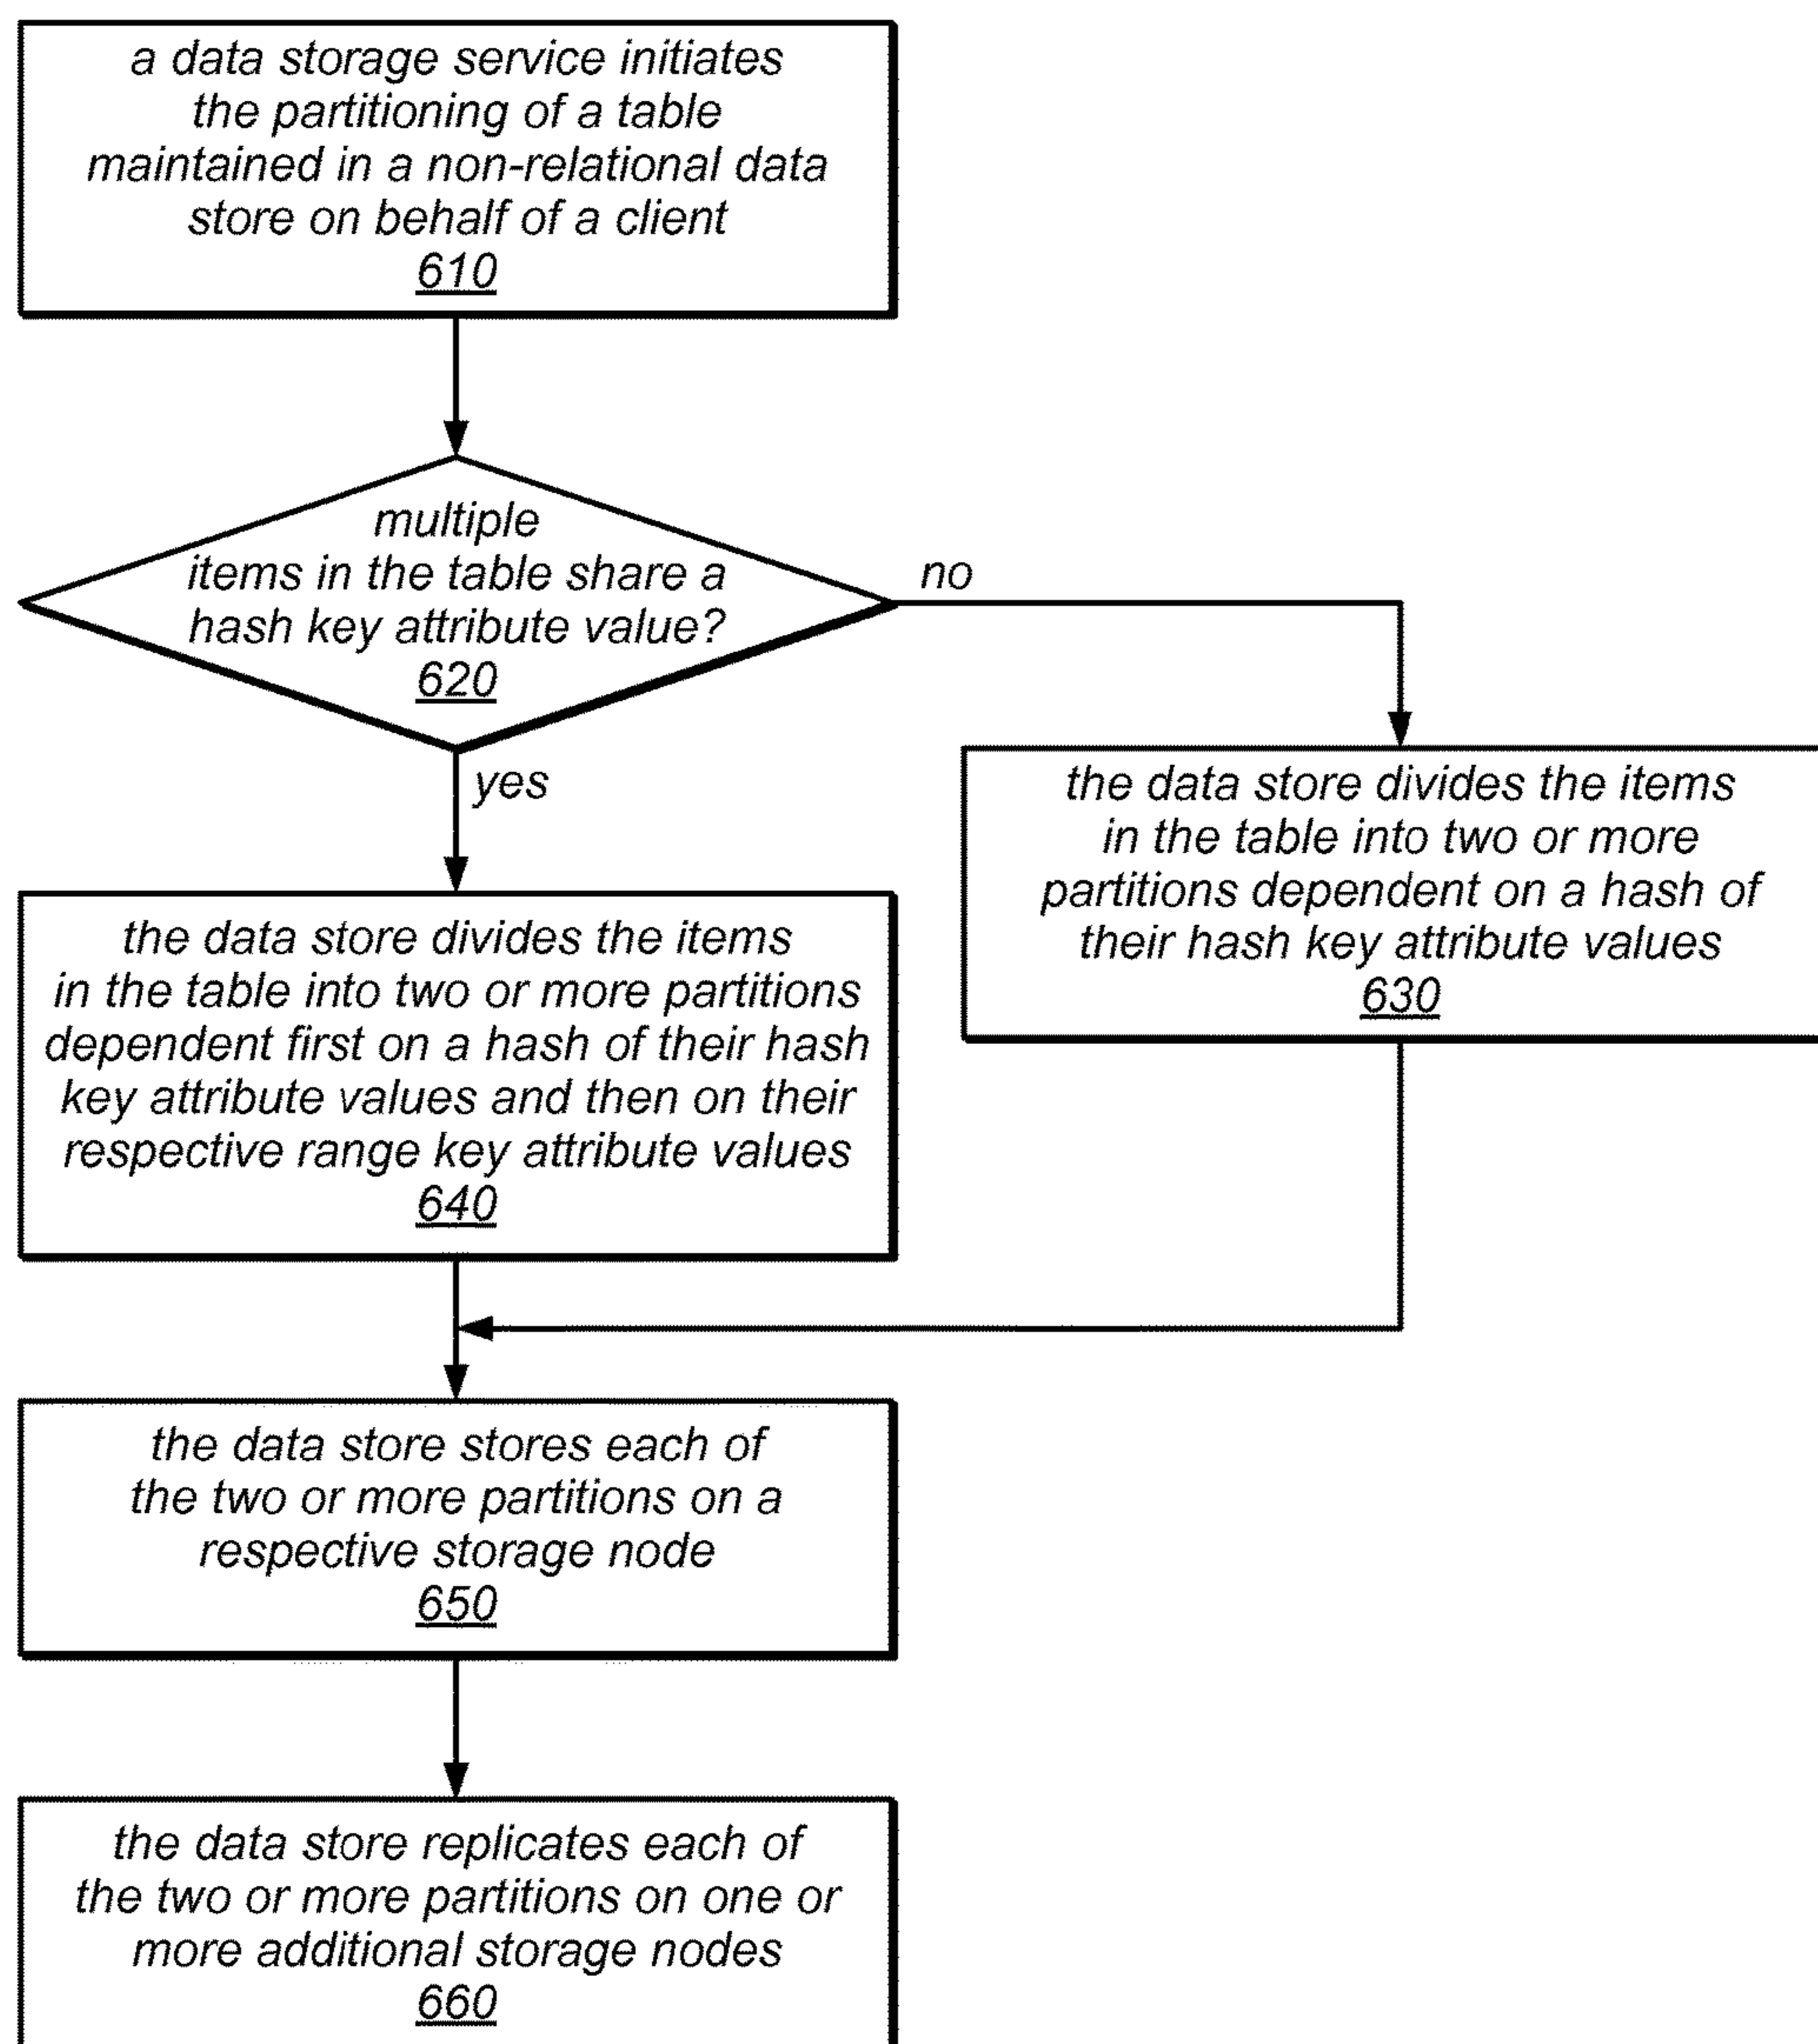 a data storage service initiates
the partitioning of a table
maintained in a non-relational data
store on behalf of a client
610
multiple
items in the table share a
hash key attribute value?
620
no
yes
the data store divides the items
in the table into two or more
partitions dependent on a hash of
their hash key attribute values
630
the data store divides the items
in the table into two or more partitions
dependent first on a hash of their hash
key attribute values and then on their
respective range key attribute values
640
the data store stores each of
the two or more partitions on a
respective storage node
650
the data store replicates each of
the two or more partitions on one or
more additional storage nodes
660